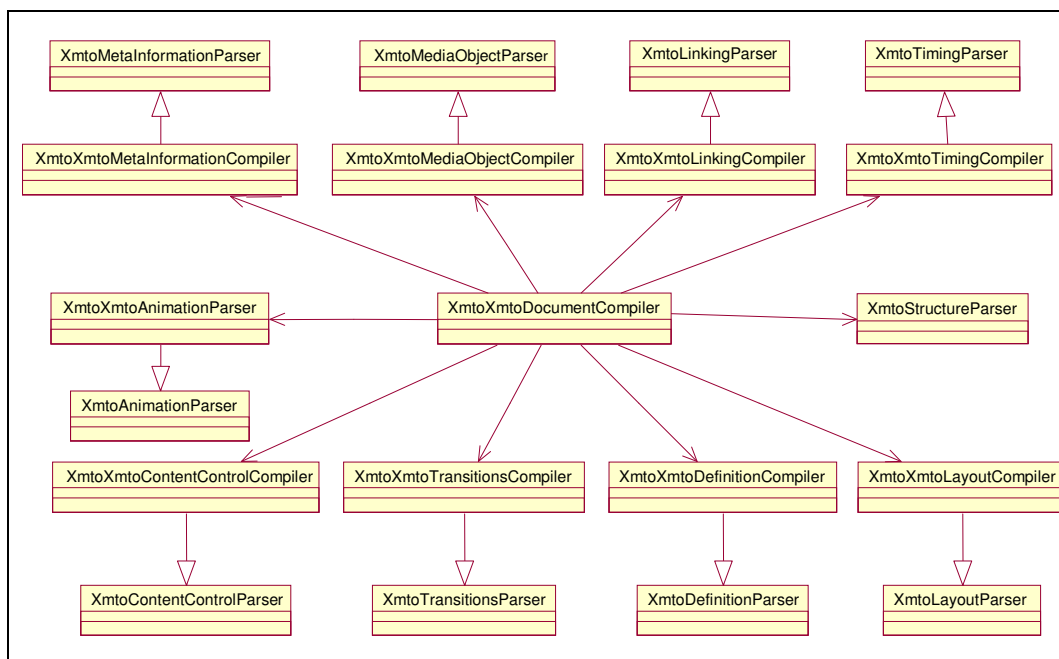 XmtoMetaInformationParser
XmtoMediaObjectParser
XmtoLinkingParser
XmtoTimingParser
XmtoXmtoMetaInformationCompiler
XmtoXmtoMediaObjectCompiler
XmtoXmtoLinkingCompiler
XmtoXmtoTimingCompiler
XmtoXmtoAnimationParser
XmtoXmtoDocumentCompiler
XmtoStructureParser
XmtoAnimationParser
XmtoXmtoContentControlCompiler
XmtoXmtoTransitionsCompiler
XmtoXmtoDefinitionCompiler
XmtoXmtoLayoutCompiler
XmtoContentControlParser
XmtoTransitionsParser
XmtoDefinitionParser
XmtoLayoutParser